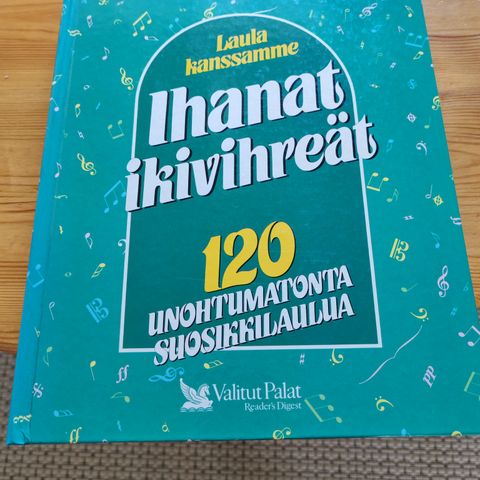 Laula
kanssamme
Ihanat
ikivihreät
120
UNOHTUMATONTA
SUOSIKKILAULUA
Valitut Palat
Reader's Digest